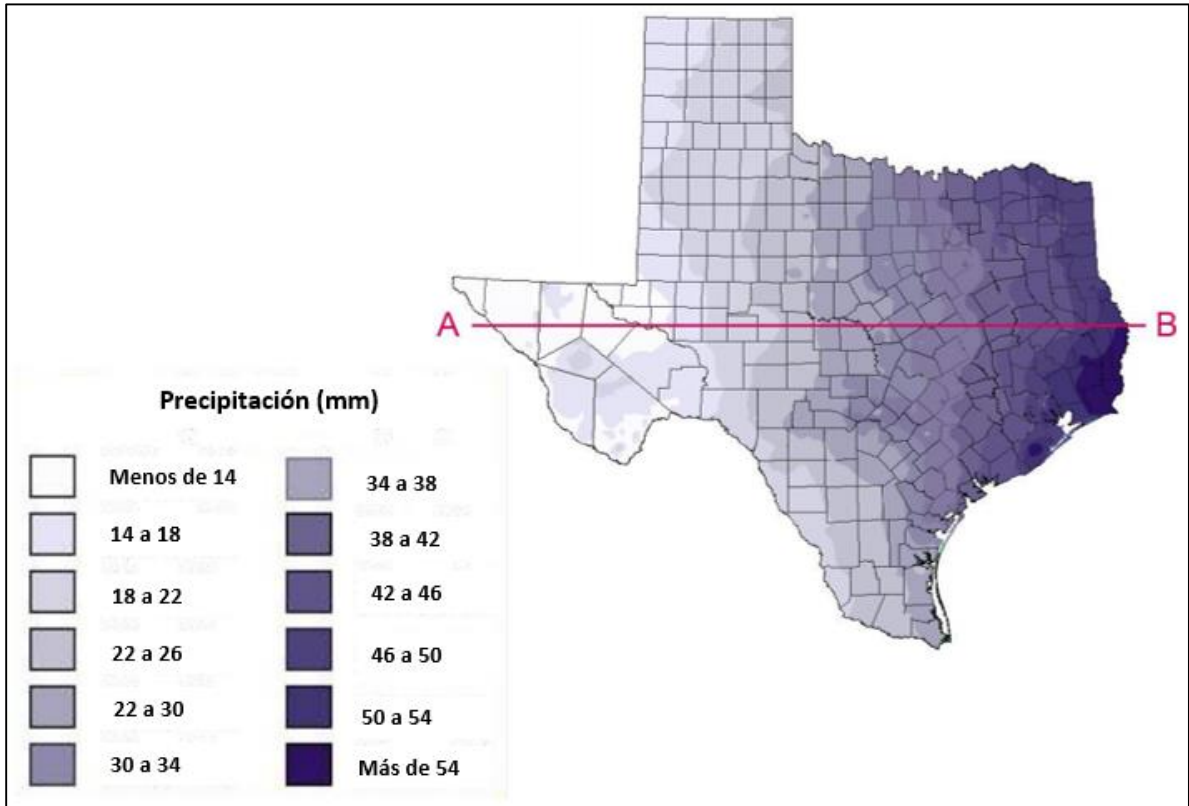 A
B
Precipitación (mm)
Menos de 14
14 a 18
18 a 22
22 a 26
22 a 30
30 a 34
34 a 38
38 a 42
42 a 46
46 a 50
50 a 54
Más de 54